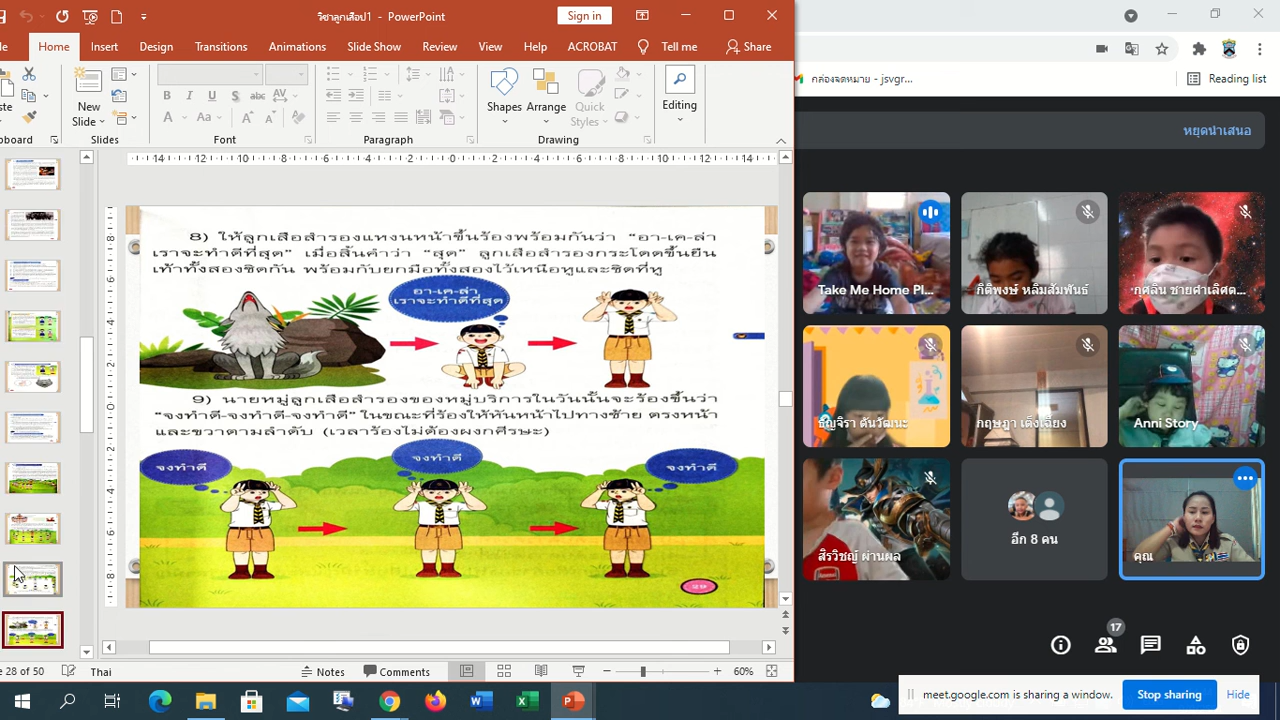 วิชาลูกเสือป1 - PowerPoint
Sign in
Home Insert Design Transitions Animations Slide Show Review View Help ACROBAT Tell me Share
New Slide
Shapes Arrange Quick Styles
Editing
Slides Font Paragraph Drawing
8) ให้ลูกเสือสำรองแหงนหน้าขึ้นร้องพร้อมกันว่า "อา-เค-ล่า
เราจะทำดีที่สุด" เมื่อสิ้นคำว่า "สุด" ลูกเสือสำรองกระโดดขึ้นยืน
เท้าทั้งสองชิดกัน พร้อมกับยกมือทั้งสองไว้เหนือหูและชิดที่หู
อา-เค-ล่า
เราจะทำดีที่สุด
9) นายหมู่ลูกเสือสำรองของหมู่บริการในวันนั้นจะร้องขึ้นว่า
"จงทำดี-จงทำดี-จงทำดี" ในขณะที่ร้องให้หันหน้าไปทางซ้าย ตรงหน้า
และขวาตามลำดับ (เวลาร้องไม่ต้องผงกศีรษะ)
จงทำดี
จงทำดี
จงทำดี
28 of 50 Thai Notes Comments 60%
กล่องจดหมาย - jsvgr...
Reading list
หยุดนำเสนอ
Take Me Home Pl...
กิติพงษ์ หลิ่มสัมพันธ์
Anni Story
สิรวิชญ์ ผ่านผล
อีก 8 คน
คุณ
17
meet.google.com is sharing a window.
Stop sharing
Hide